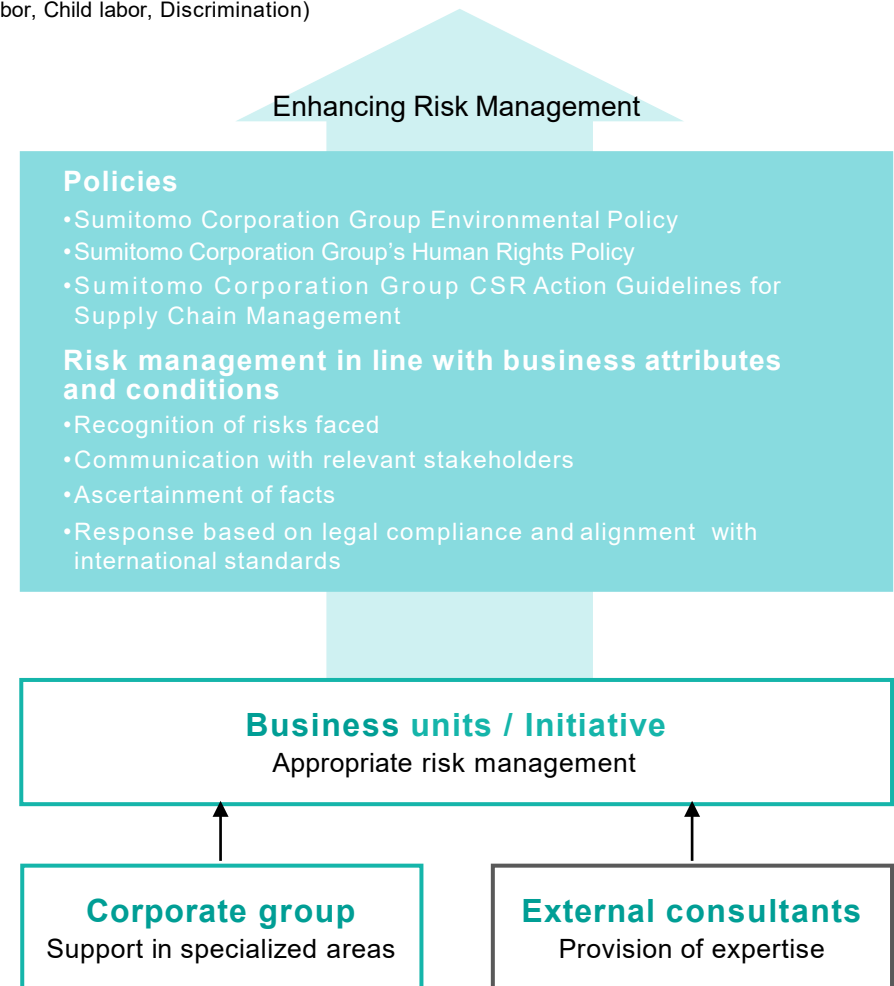 bor, Child labor, Discrimination)
Enhancing Risk Management
Policies
•Sumitomo Corporation Group Environmental Policy
•Sumitomo Corporation Group’s Human Rights Policy
•Sumitomo Corporation Group CSR Action Guidelines for
Supply Chain Management
Risk management in line with business attributes
and conditions
•Recognition of risks faced
•Communication with relevant stakeholders
•Ascertainment of facts
•Response based on legal compliance and alignment with
international standards
Business units / Initiative
Appropriate risk management
Corporate group
Support in specialized areas
External consultants
Provision of expertise